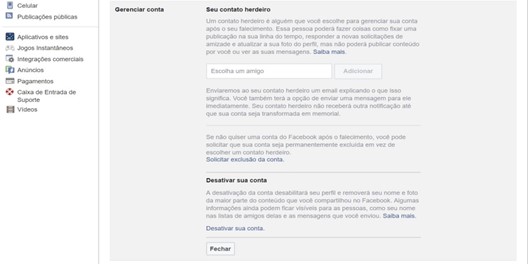 Celular
Publicações públicas
Aplicativos e sites
Jogos Instantâneos
Integrações comerciais
Anúncios
Pagamentos
Caixa de Entrada de
Suporte
Vídeos
Gerenciar conta
Seu contato herdeiro
Um contato herdeiro é alguém que você escolhe para gerenciar sua conta
após o seu falecimento. Essa pessoa poderá fazer coisas como fixar uma
publicação na sua linha do tempo, responder a novas solicitações de
amizade e atualizar a sua foto do perfil, mas não poderá publicar conteúdo
por você ou ver as suas mensagens. Saiba mais.
Escolha um amigo
Adicionar
Enviaremos ao seu contato herdeiro um email explicando o que isso
significa. Você também terá a opção de enviar uma mensagem para ele
imediatamente. Seu contato herdeiro não receberá outra notificação até
que sua conta seja transformada em memorial.
Se não quiser uma conta do Facebook após o falecimento, você pode
solicitar que sua conta seja permanentemente excluída em vez de
escolher um contato herdeiro.
Solicitar exclusão da conta.
Desativar sua conta
A desativação da conta desabilitará seu perfil e removerá seu nome e foto
da maior parte do conteúdo que você compartilhou no Facebook. Algumas
informações ainda podem ficar visíveis para as pessoas, como seu nome
nas listas de amigos delas e as mensagens que você enviou. Saiba mais.
Desativar sua conta.
Fechar